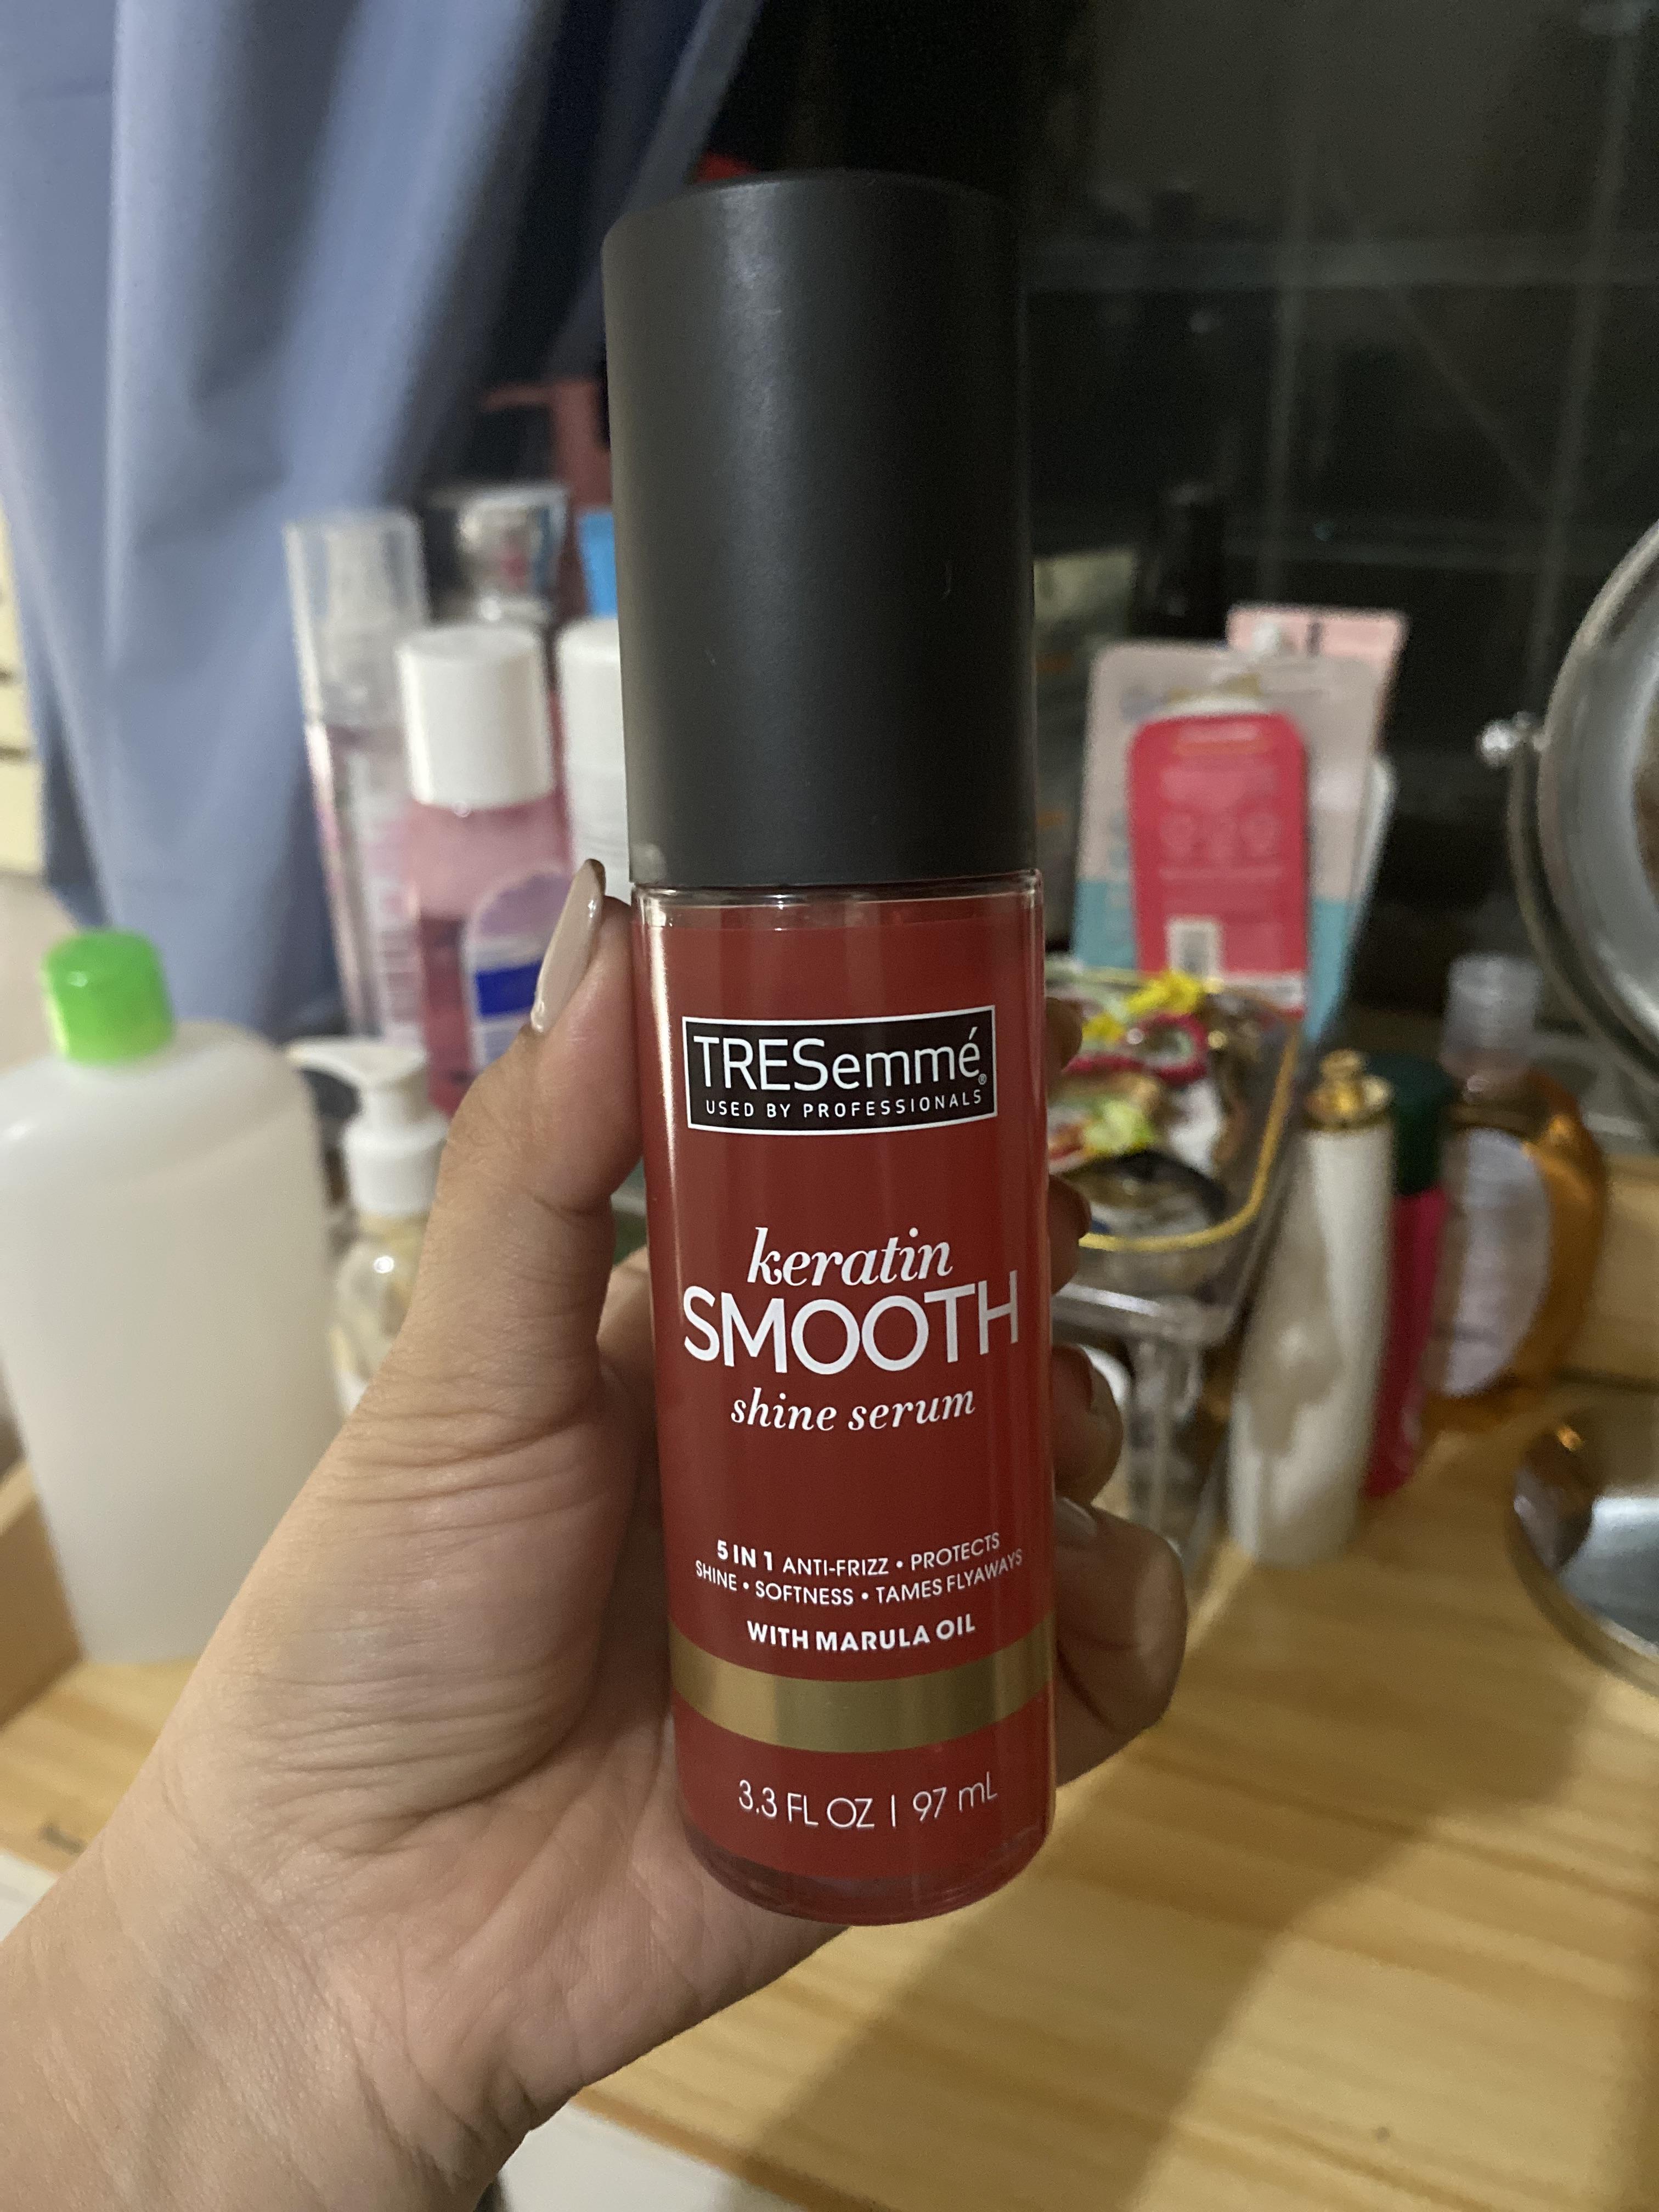 TRESemmé®
USED BY PROFESSIONALS
keratin
SMOOTH
shine serum
5 IN 1 ANTI-FRIZZ • PROTECTS
SHINE • SOFTNESS • TAMES FLYAWAYS
WITH MARULA OIL
3.3 FL OZ | 97 mL